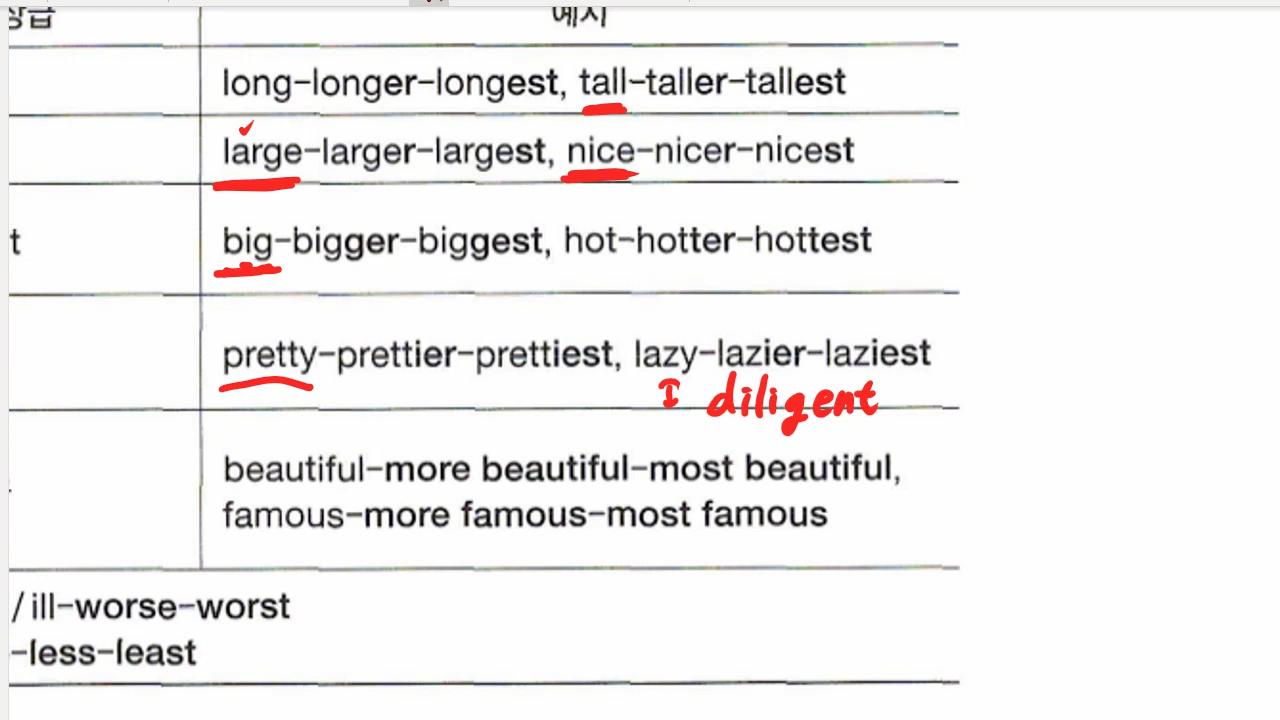 상급 예시
long–longer–longest, tall–taller–tallest
large–larger–largest, nice–nicer–nicest
t big–bigger–biggest, hot–hotter–hottest
pretty–prettier–prettiest, lazy–lazier–laziest
diligent
beautiful–more beautiful–most beautiful,
famous–more famous–most famous
/ ill–worse–worst
–less–least